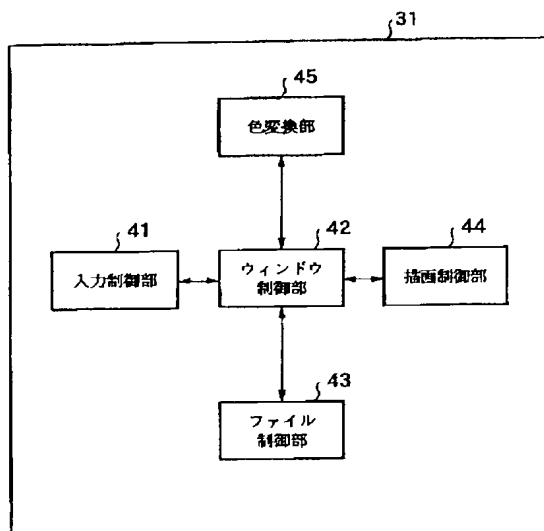 31
45
色変換部
41
入力制御部
42
ウィンドウ
制御部
44
描画制御部
43
ファイル
制御部